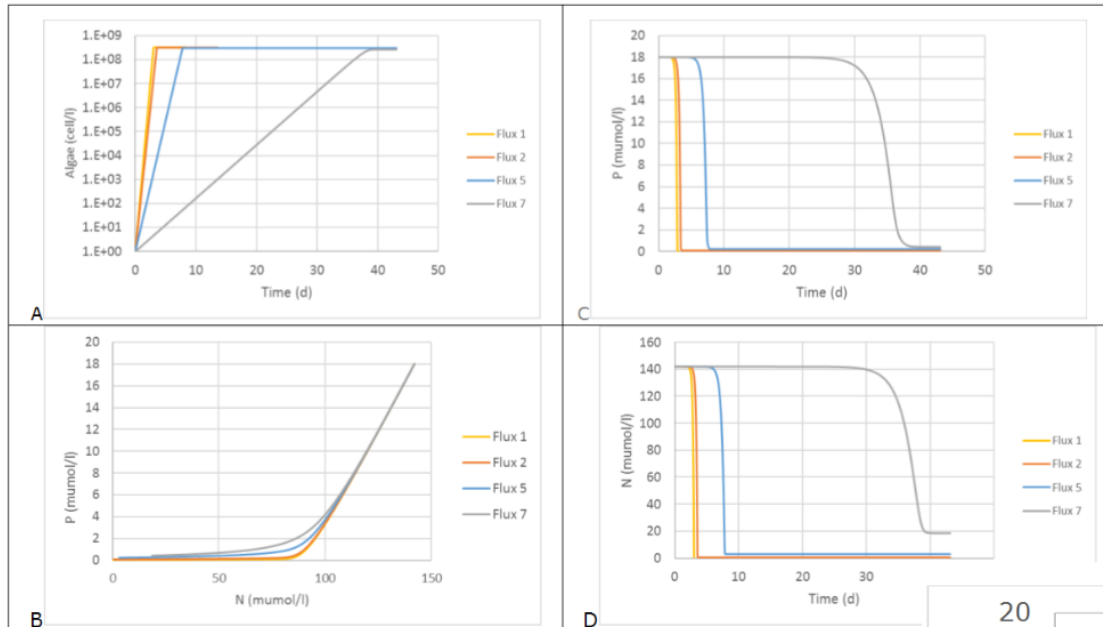 1.E+09
1.E+08
1.E+07
1.E+06
1.E+05
1.E+04
1.E+03
1.E+02
1.E+01
1.E+00
Algae (cell/l)
0 10 20 30 40 50
Time (d)
Flux 1
Flux 2
Flux 5
Flux 7
A
20
18
16
14
12
10
8
6
4
2
0
P (mumol/l)
0 10 20 30 40 50
Time (d)
Flux 1
Flux 2
Flux 5
Flux 7
C
20
18
16
14
12
10
8
6
4
2
0
P (mumol/l)
0 50 100 150
N (mumol/l)
Flux 1
Flux 2
Flux 5
Flux 7
B
160
140
120
100
80
60
40
20
0
N (mumol/l)
0 10 20 30
Time (d)
Flux 1
Flux 2
Flux 5
Flux 7
D
20